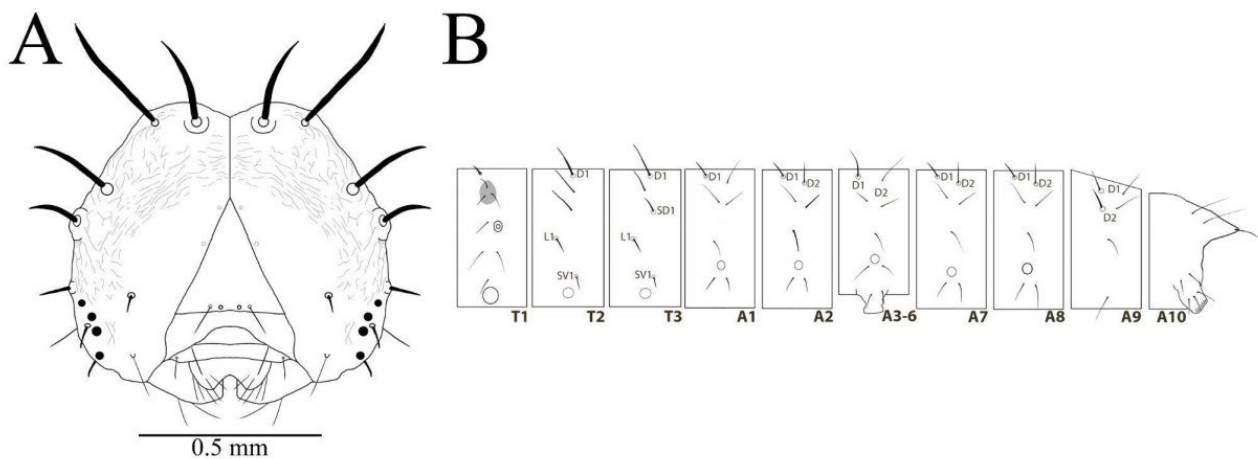 A
B
D1
D1
D1
D1
D2
D1
D2
D1
D2
D1
D2
D1
D2
SD1
L1
L1
SV1
SV1
T1
T2
T3
A1
A2
A3-6
A7
A8
A9
A10
0.5 mm